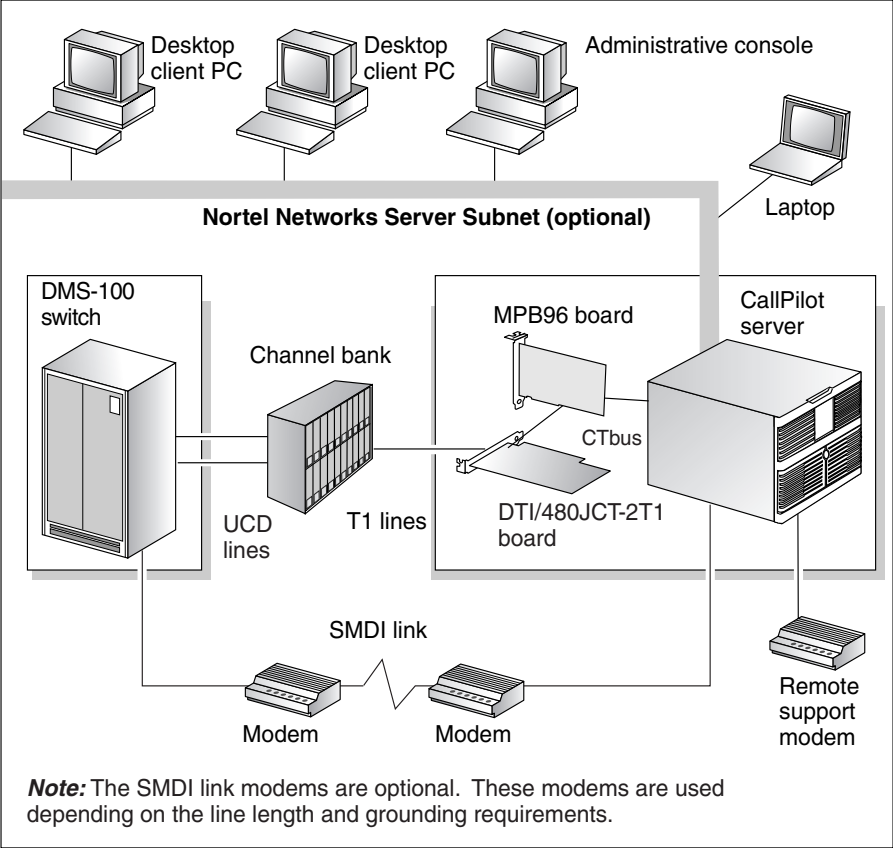 Desktop
client PC
Desktop
client PC
Administrative console
Laptop
Nortel Networks Server Subnet (optional)
DMS-100
switch
Channel bank
MPB96 board
CallPilot
server
CTbus
UCD
lines
T1 lines
DTI/480JCT-2T1
board
SMDI link
Modem
Modem
Remote
support
modem
Note: The SMDI link modems are optional. These modems are used
depending on the line length and grounding requirements.